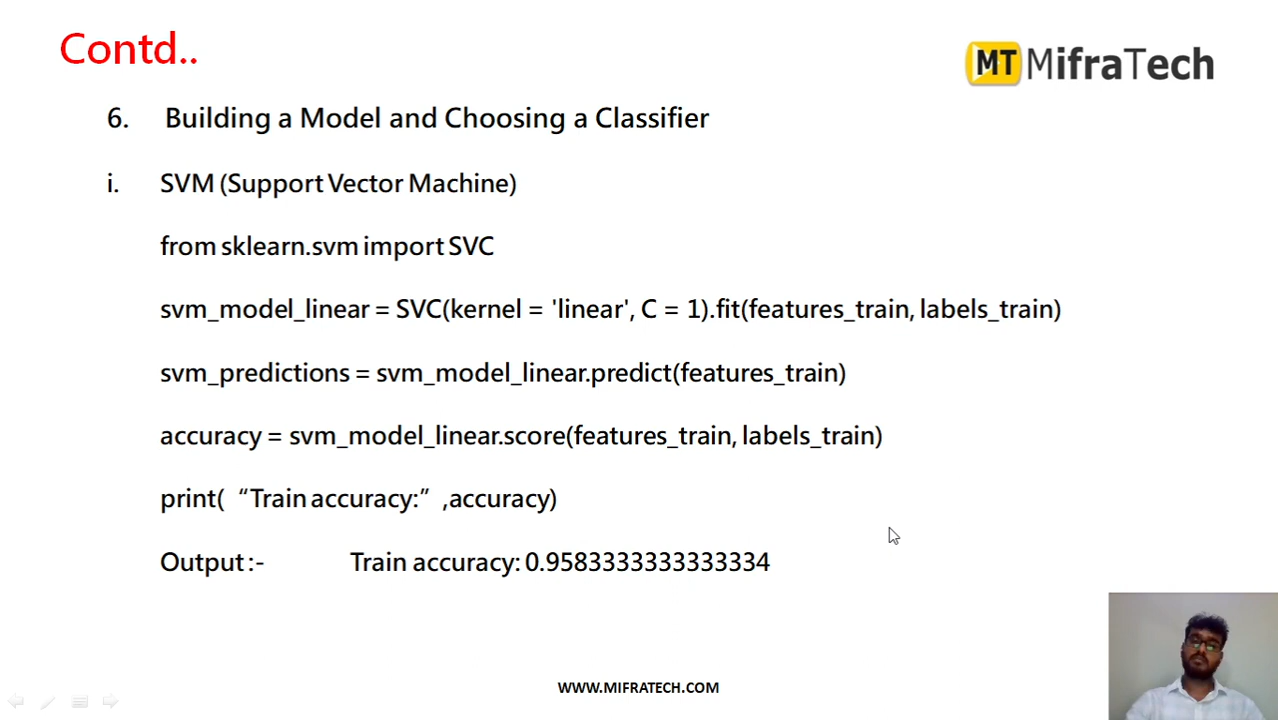 Contd..
MT MifraTech
6. Building a Model and Choosing a Classifier
i. SVM (Support Vector Machine)
from sklearn.svm import SVC
svm_model_linear = SVC(kernel = 'linear', C = 1).fit(features_train, labels_train)
svm_predictions = svm_model_linear.predict(features_train)
accuracy = svm_model_linear.score(features_train, labels_train)
print( “Train accuracy:” ,accuracy)
Output :- Train accuracy: 0.9583333333333334
WWW.MIFRATECH.COM